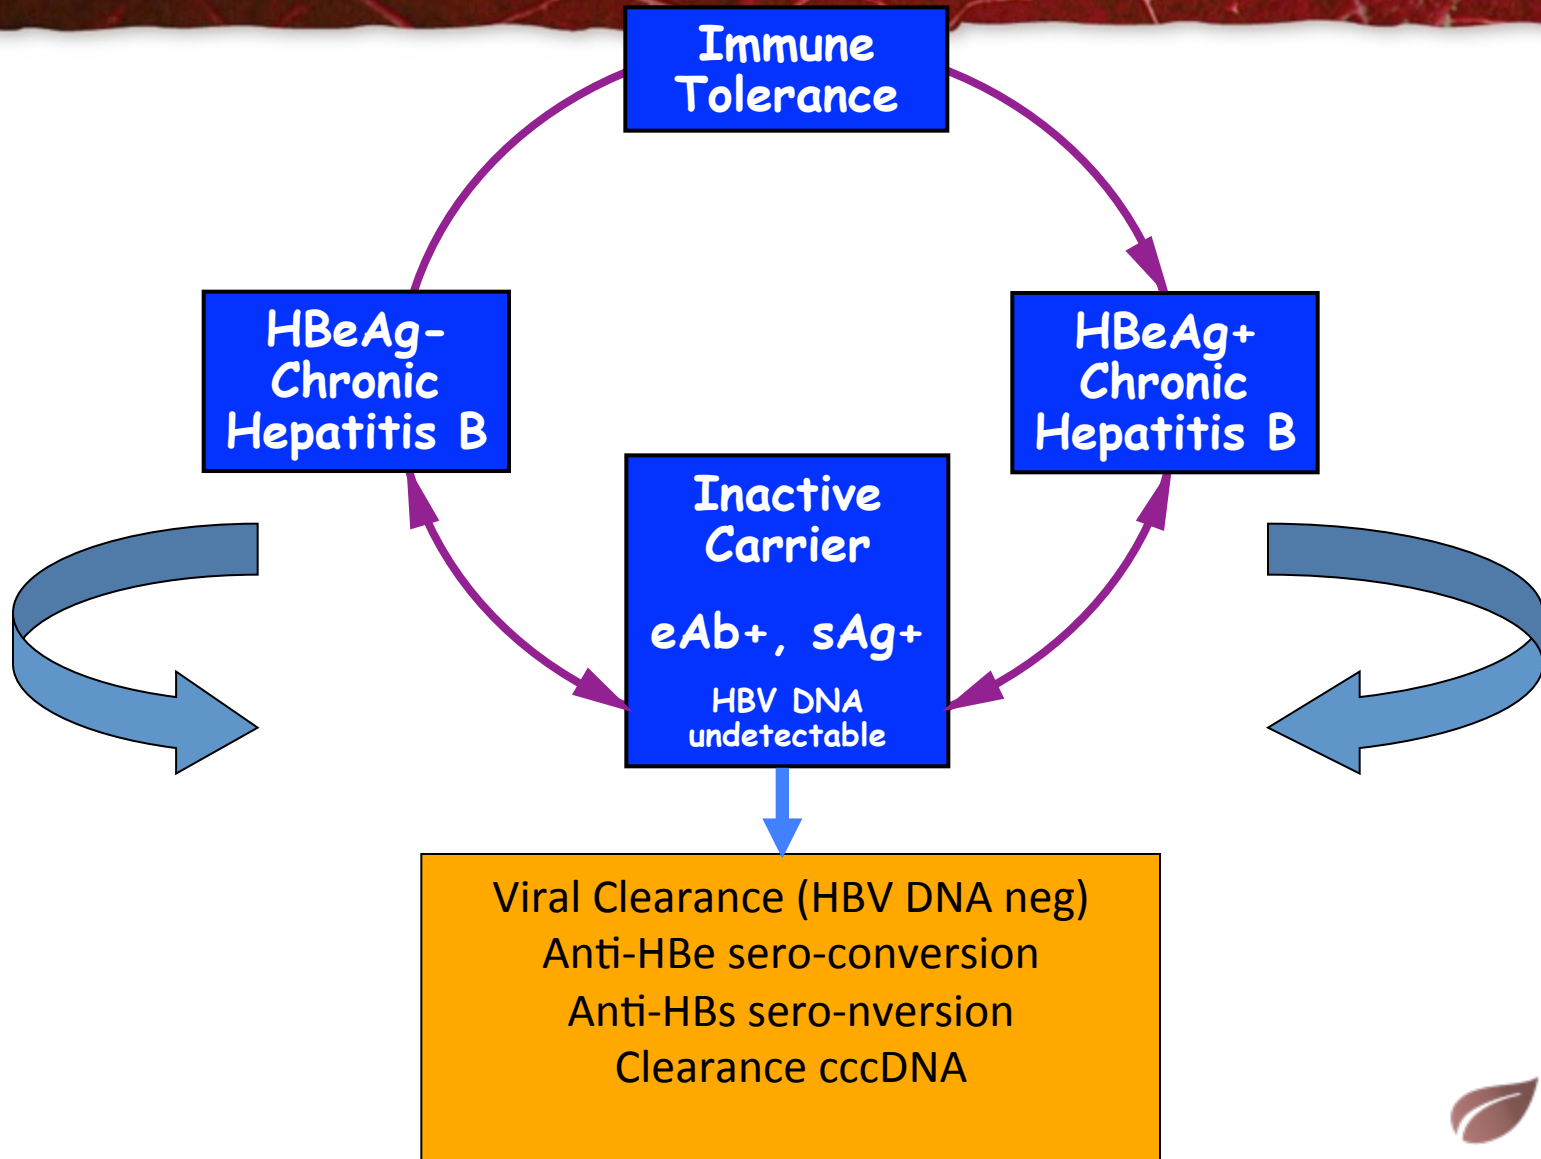 Immune
Tolerance
HBeAg-
Chronic
Hepatitis B
HBeAg+
Chronic
Hepatitis B
Inactive
Carrier
eAb+, sAg+
HBV DNA
undetectable
Viral Clearance (HBV DNA neg)
Anti-HBe sero-conversion
Anti-HBs sero-nversion
Clearance cccDNA